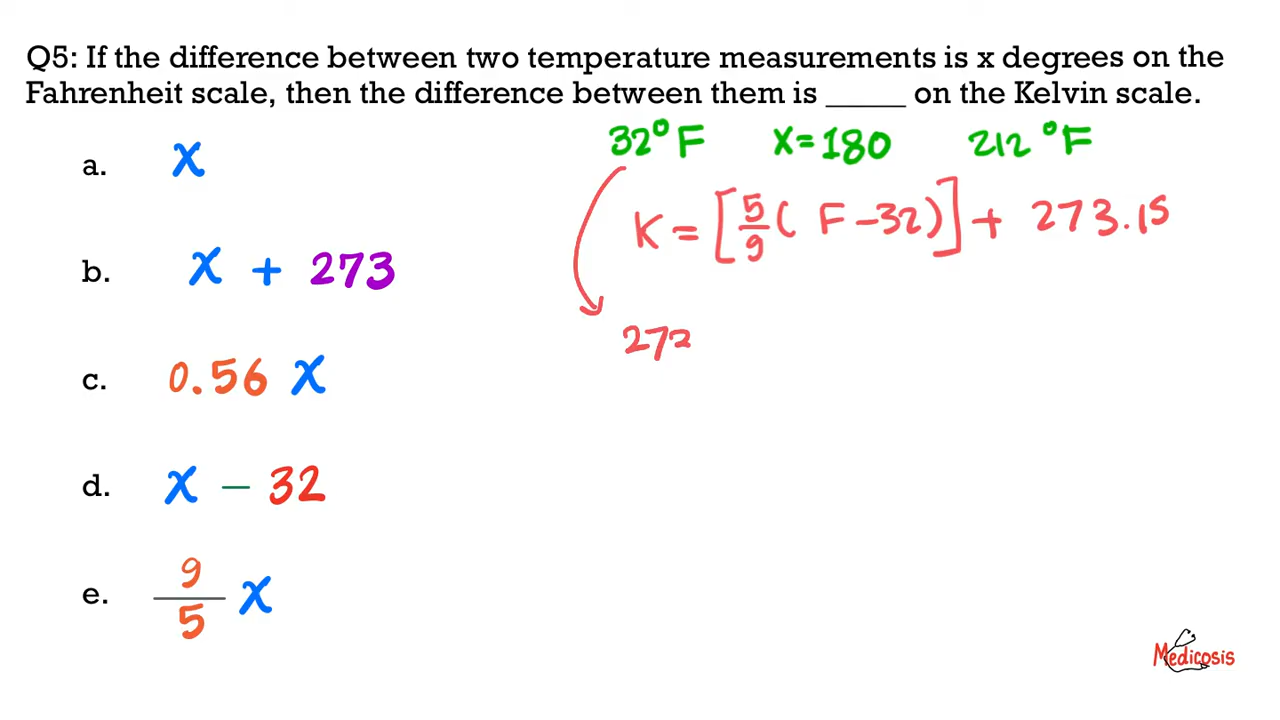 Q5: If the difference between two temperature measurements is x degrees on the
Fahrenheit scale, then the difference between them is _____ on the Kelvin scale.
32°F x=180 212 °F
a. x
K = [5/9( F-32)] + 273.15
b. x + 273
272
c. 0.56 x
d. x - 32
e. 9/5 x
Medicosis